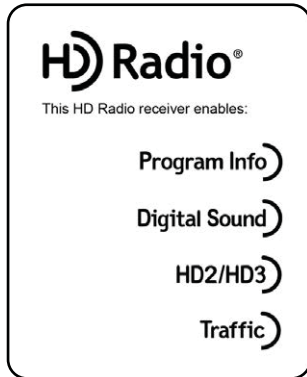 HD Radio®
This HD Radio receiver enables:
Program Info
Digital Sound
HD2/HD3
Traffic